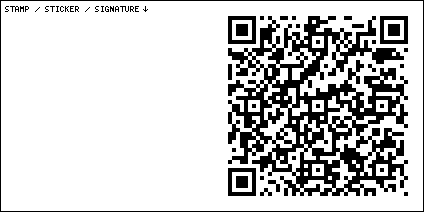 STAMP / STICKER / SIGNATURE ↓